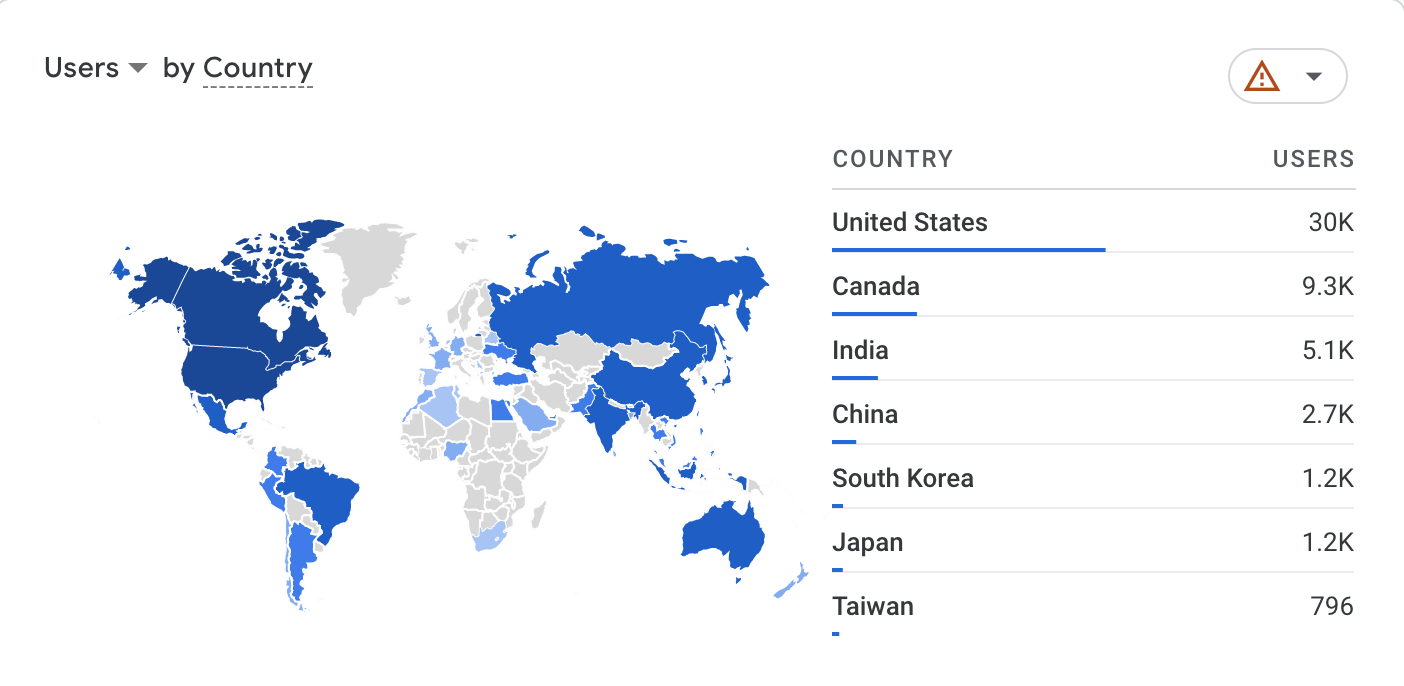 Users by Country
COUNTRY USERS
United States 30K
Canada 9.3K
India 5.1K
China 2.7K
South Korea 1.2K
Japan 1.2K
Taiwan 796